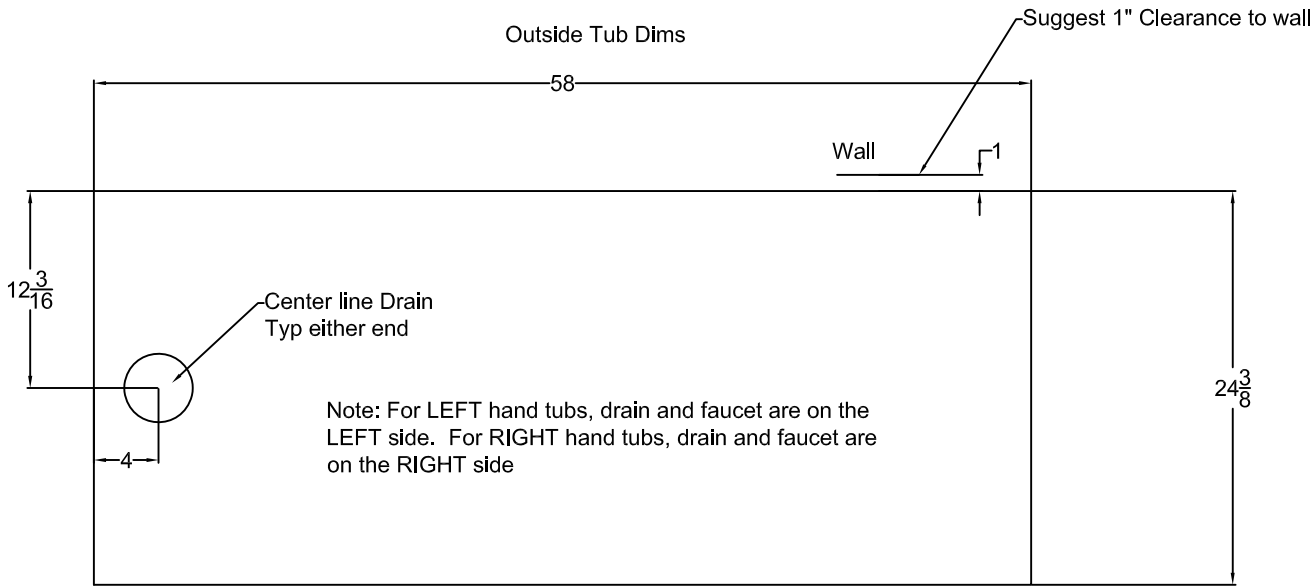 Suggest 1" Clearance to wall
Outside Tub Dims
58
Wall
1
12 3/16
Center line Drain
Typ either end
24 3/8
Note: For LEFT hand tubs, drain and faucet are on the
LEFT side. For RIGHT hand tubs, drain and faucet are
on the RIGHT side
4